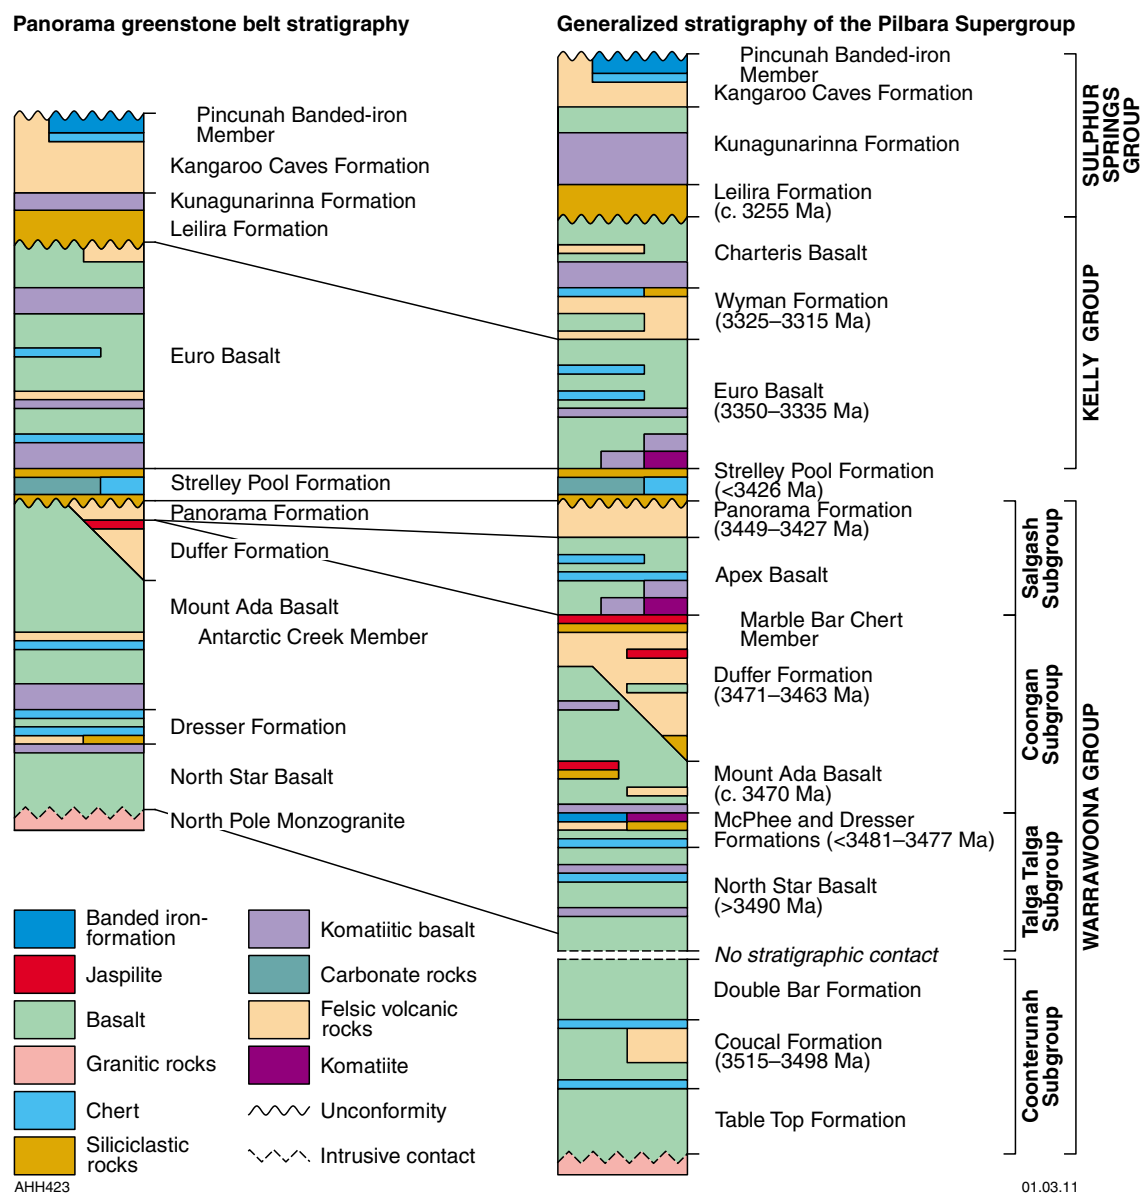 Panorama greenstone belt stratigraphy
Generalized stratigraphy of the Pilbara Supergroup
Pincunah Banded-iron
Member
Kangaroo Caves Formation
Kunagunarinna Formation
Leilira Formation
Euro Basalt
Strelley Pool Formation
Panorama Formation
Duffer Formation
Mount Ada Basalt
Antarctic Creek Member
Dresser Formation
North Star Basalt
North Pole Monzogranite
Pincunah Banded-iron
Member
Kangaroo Caves Formation
Kunagunarinna Formation
Leilira Formation
(c. 3255 Ma)
Charteris Basalt
Wyman Formation
(3325–3315 Ma)
Euro Basalt
(3350–3335 Ma)
Strelley Pool Formation
(<3426 Ma)
Panorama Formation
(3449–3427 Ma)
Apex Basalt
Marble Bar Chert
Member
Duffer Formation
(3471–3463 Ma)
Mount Ada Basalt
(c. 3470 Ma)
McPhee and Dresser
Formations (<3481–3477 Ma)
North Star Basalt
(>3490 Ma)
No stratigraphic contact
Double Bar Formation
Coucal Formation
(3515–3498 Ma)
Table Top Formation
SULPHUR
SPRINGS
GROUP
KELLY GROUP
Salgash
Subgroup
Coongan
Subgroup
Talga Talga
Subgroup
Coonterunah
Subgroup
WARRAWOONA GROUP
Banded iron-
formation
Jaspilite
Basalt
Granitic rocks
Chert
Siliciclastic
rocks
Komatiitic basalt
Carbonate rocks
Felsic volcanic
rocks
Komatiite
Unconformity
Intrusive contact
AHH423
01.03.11